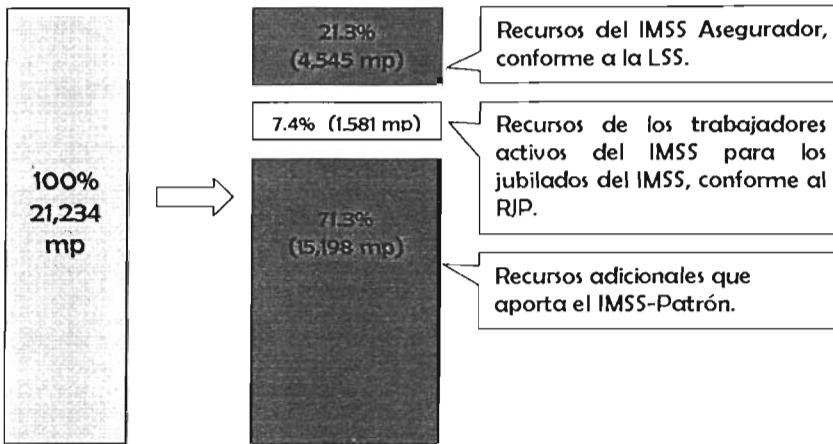 100%
21,234
mp
21.3%
(4,545 mp)
7.4% (1.581 mp)
71.3%
(15,198 mp)
Recursos del IMSS Asegurador,
conforme a la LSS.
Recursos de los trabajadores
activos del IMSS para los
jubilados del IMSS, conforme al
RJP.
Recursos adicionales que
aporta el IMSS-Patrón.